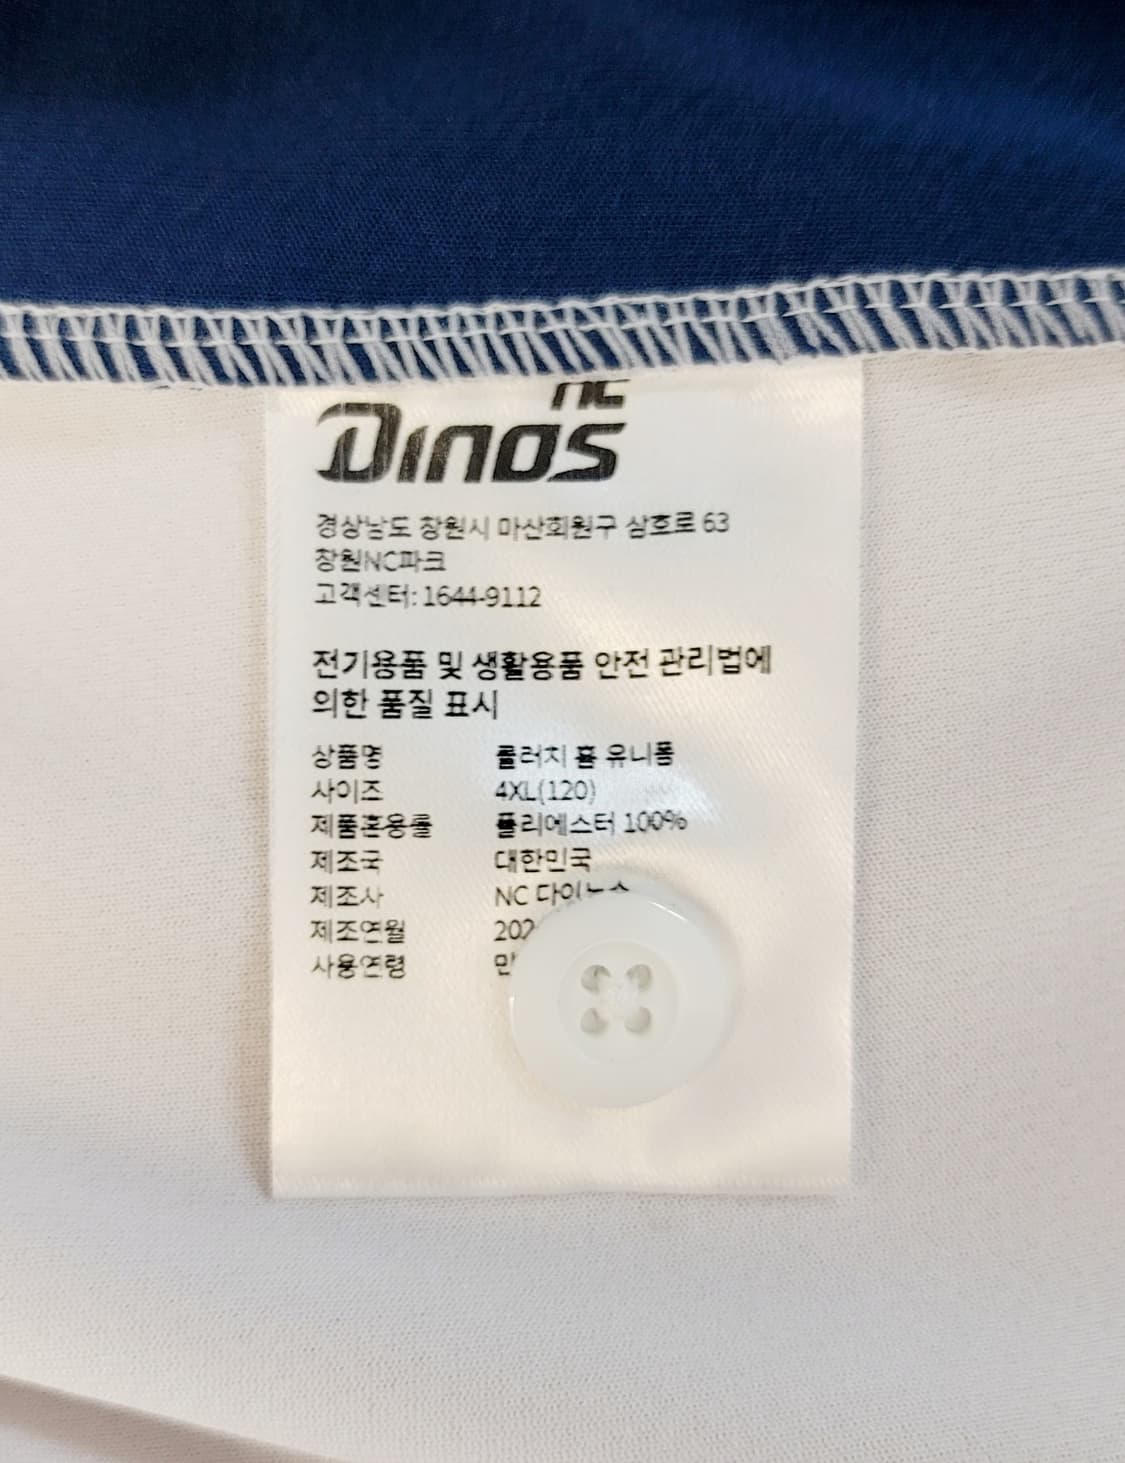 NC
Dinos
경상남도 창원시 마산회원구 삼호로 63
창원NC파크
고객센터: 1644-9112
전기용품 및 생활용품 안전 관리법에
의한 품질 표시
상품명 클러치 홈 유니폼
사이즈 4XL(120)
제품혼용률 폴리에스터 100%
제조국 대한민국
제조사 NC 다이노스
제조연월
사용연령